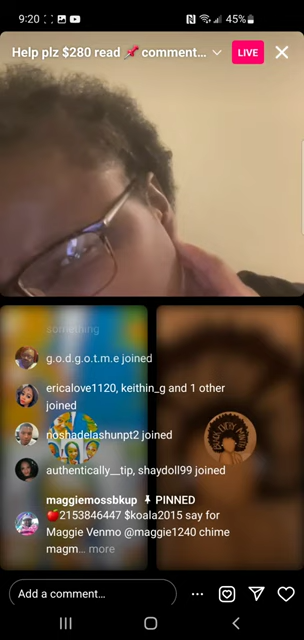 9:20 45%
Help plz $280 read 📌 comment... LIVE
something
g.o.d.g.o.t.m.e joined
ericalove1120, keithin_g and 1 other
joined
noshadelashunpt2 joined
authentically__tip, shaydoll99 joined
maggiemossbkup PINNED
🍎2153846447 $koala2015 say for
Maggie Venmo @maggie1240 chime
magm... more
Add a comment...